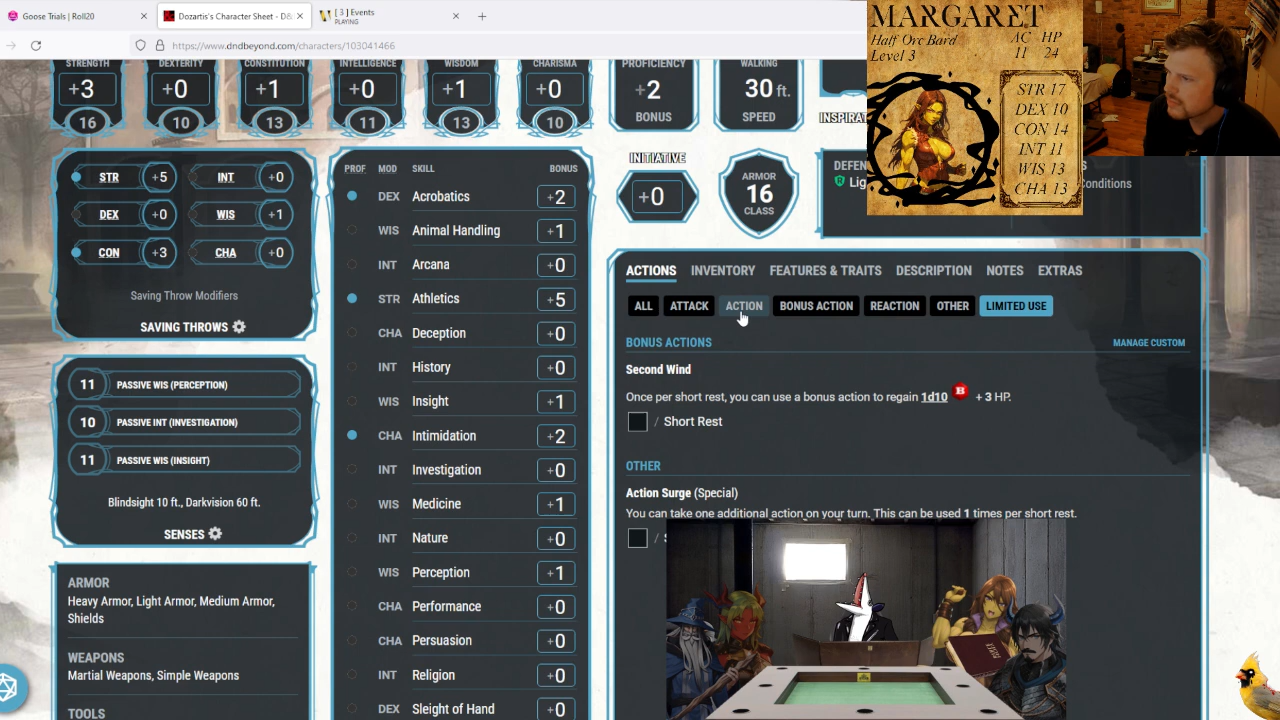 Goose Trials | Roll20
Dozartis's Character Sheet - D&
[ 3 ] Events
PLAYING
https://www.dndbeyond.com/characters/103041466
STRENGTH
+3
16
DEXTERITY
+0
10
CONSTITUTION
+1
13
INTELLIGENCE
+0
11
WISDOM
+1
13
CHARISMA
+0
10
PROFICIENCY
+2
BONUS
WALKING
30 ft.
SPEED
INSPIRAT
STR +5
INT +0
DEX +0
WIS +1
CON +3
CHA +0
Saving Throw Modifiers
SAVING THROWS
11 PASSIVE WIS (PERCEPTION)
10 PASSIVE INT (INVESTIGATION)
11 PASSIVE WIS (INSIGHT)
Blindsight 10 ft., Darkvision 60 ft.
SENSES
ARMOR
Heavy Armor, Light Armor, Medium Armor,
Shields
WEAPONS
Martial Weapons, Simple Weapons
TOOLS
PROF MOD SKILL BONUS
DEX Acrobatics +2
WIS Animal Handling +1
INT Arcana +0
STR Athletics +5
CHA Deception +0
INT History +0
WIS Insight +1
CHA Intimidation +2
INT Investigation +0
WIS Medicine +1
INT Nature +0
WIS Perception +1
CHA Performance +0
CHA Persuasion +0
INT Religion +0
DEX Sleight of Hand +0
INITIATIVE
+0
ARMOR
16
CLASS
DEFEN
Lig
Conditions
ACTIONS INVENTORY FEATURES & TRAITS DESCRIPTION NOTES EXTRAS
ALL ATTACK ACTION BONUS ACTION REACTION OTHER LIMITED USE
BONUS ACTIONS MANAGE CUSTOM
Second Wind
Once per short rest, you can use a bonus action to regain 1d10 B + 3 HP.
/ Short Rest
OTHER
Action Surge (Special)
You can take one additional action on your turn. This can be used 1 times per short rest.
/ S
MARGARET
Half Orc Bard
Level 3
AC HP
11 24
STR 17
DEX 10
CON 14
INT 11
WIS 13
CHA 13